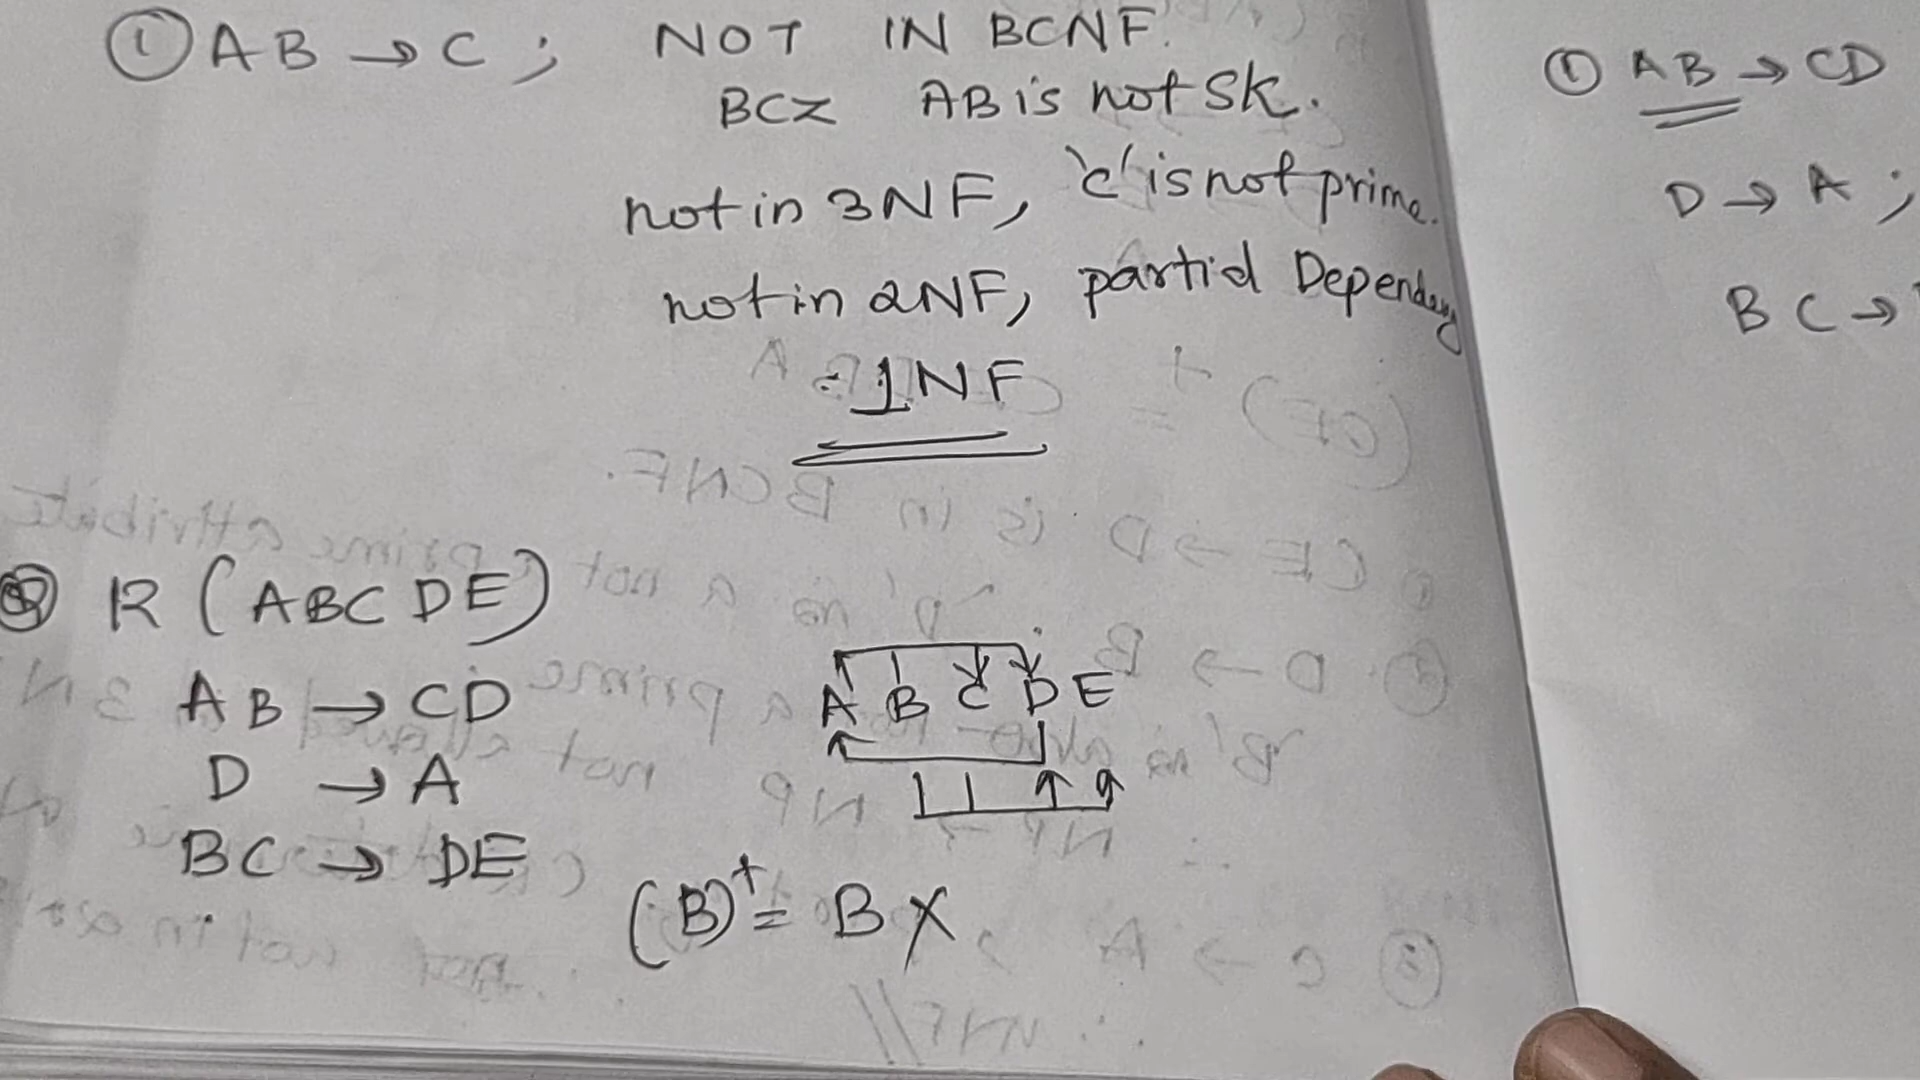 ① AB → C ; NOT IN BCNF.
BCZ AB is not SK.
not in 3NF, 'c' is not prime.
not in 2NF, partial Dependency
1NF
R (ABCDE)
AB → CD
D → A
BC → DE
A B C D E
(B)⁺ = B X
① AB → CD
D → A ;
BC →